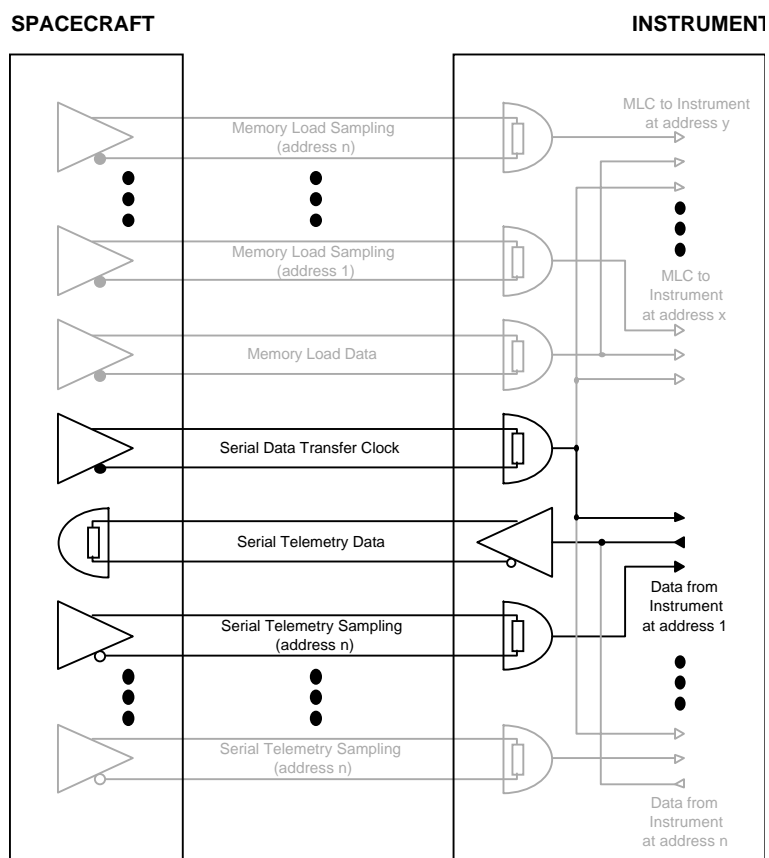 SPACECRAFT
INSTRUMENT
Memory Load Sampling
(address n)
MLC to Instrument
at address y
Memory Load Sampling
(address 1)
MLC to
Instrument
at address x
Memory Load Data
Serial Data Transfer Clock
Serial Telemetry Data
Serial Telemetry Sampling
(address n)
Data from
Instrument
at address 1
Serial Telemetry Sampling
(address n)
Data from
Instrument
at address n